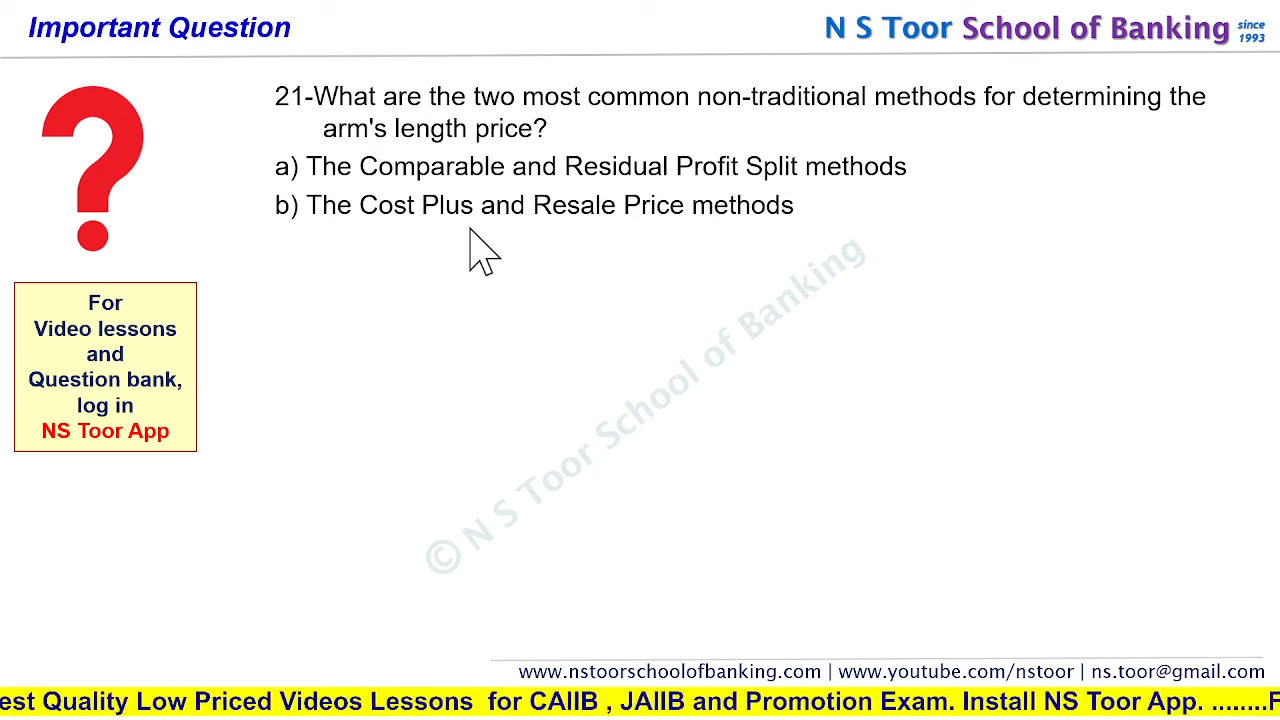 Important Question
N S Toor School of Banking since 1993
21-What are the two most common non-traditional methods for determining the
arm's length price?
a) The Comparable and Residual Profit Split methods
b) The Cost Plus and Resale Price methods
For
Video lessons
and
Question bank,
log in
NS Toor App
© N S Toor School of Banking
www.nstoorschoolofbanking.com | www.youtube.com/nstoor | ns.toor@gmail.com
est Quality Low Priced Videos Lessons for CAIIB , JAIIB and Promotion Exam. Install NS Toor App. ........F